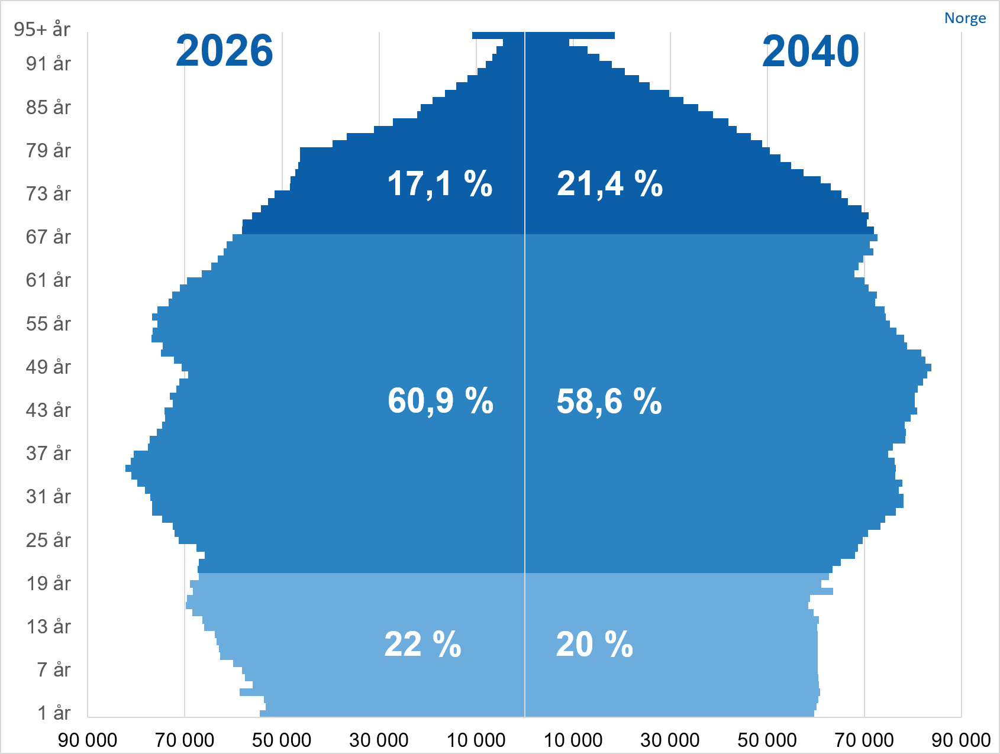 Norge
95+ år
2026
2040
91 år
85 år
79 år
17,1 %
21,4 %
73 år
67 år
61 år
55 år
49 år
60,9 %
58,6 %
43 år
37 år
31 år
25 år
19 år
13 år
22 %
20 %
7 år
1 år
90 000 70 000 50 000 30 000 10 000 10 000 30 000 50 000 70 000 90 000